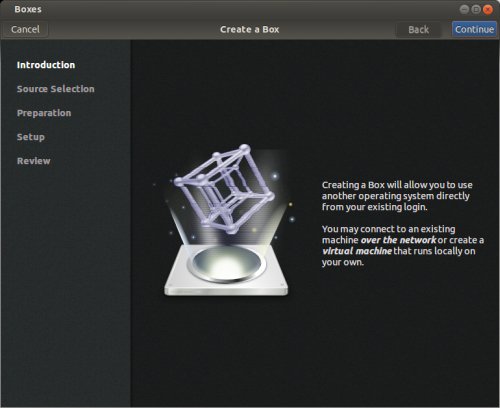 Boxes
Cancel
Create a Box
Back
Continue
Introduction
Source Selection
Preparation
Setup
Review
Creating a Box will allow you to use
another operating system directly
from your existing login.
You may connect to an existing
machine over the network or create a
virtual machine that runs locally on
your own.